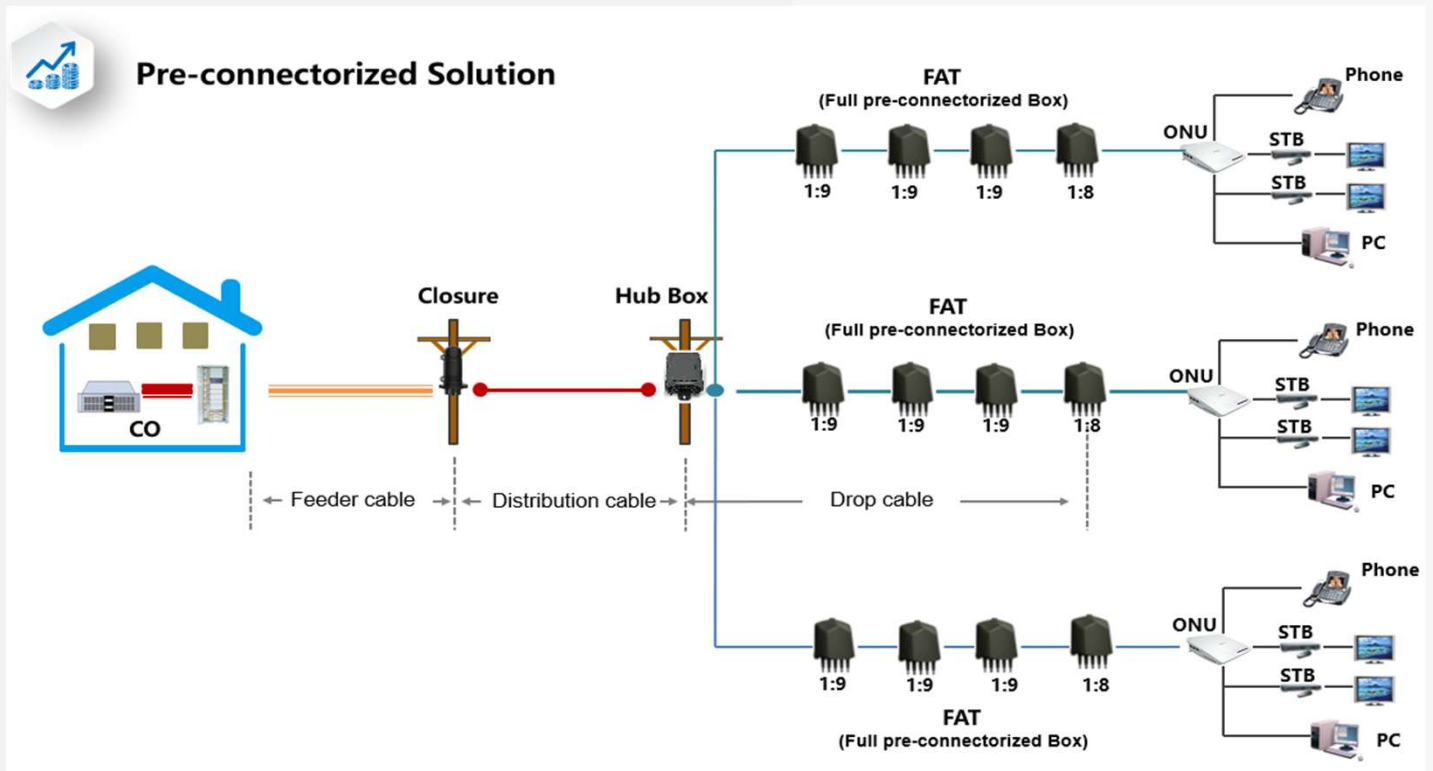 Pre-connectorized Solution
FAT
(Full pre-connectorized Box)
1:9
1:9
1:9
1:8
ONU
Phone
STB
STB
PC
CO
Closure
Hub Box
FAT
(Full pre-connectorized Box)
1:9
1:9
1:9
1:8
ONU
Phone
STB
STB
PC
Feeder cable
Distribution cable
Drop cable
1:9
1:9
1:9
1:8
FAT
(Full pre-connectorized Box)
ONU
Phone
STB
STB
PC